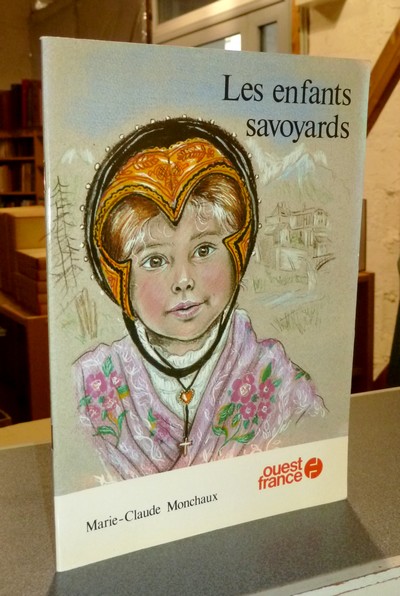 Les enfants
savoyards
ouest
france
Marie-Claude Monchaux